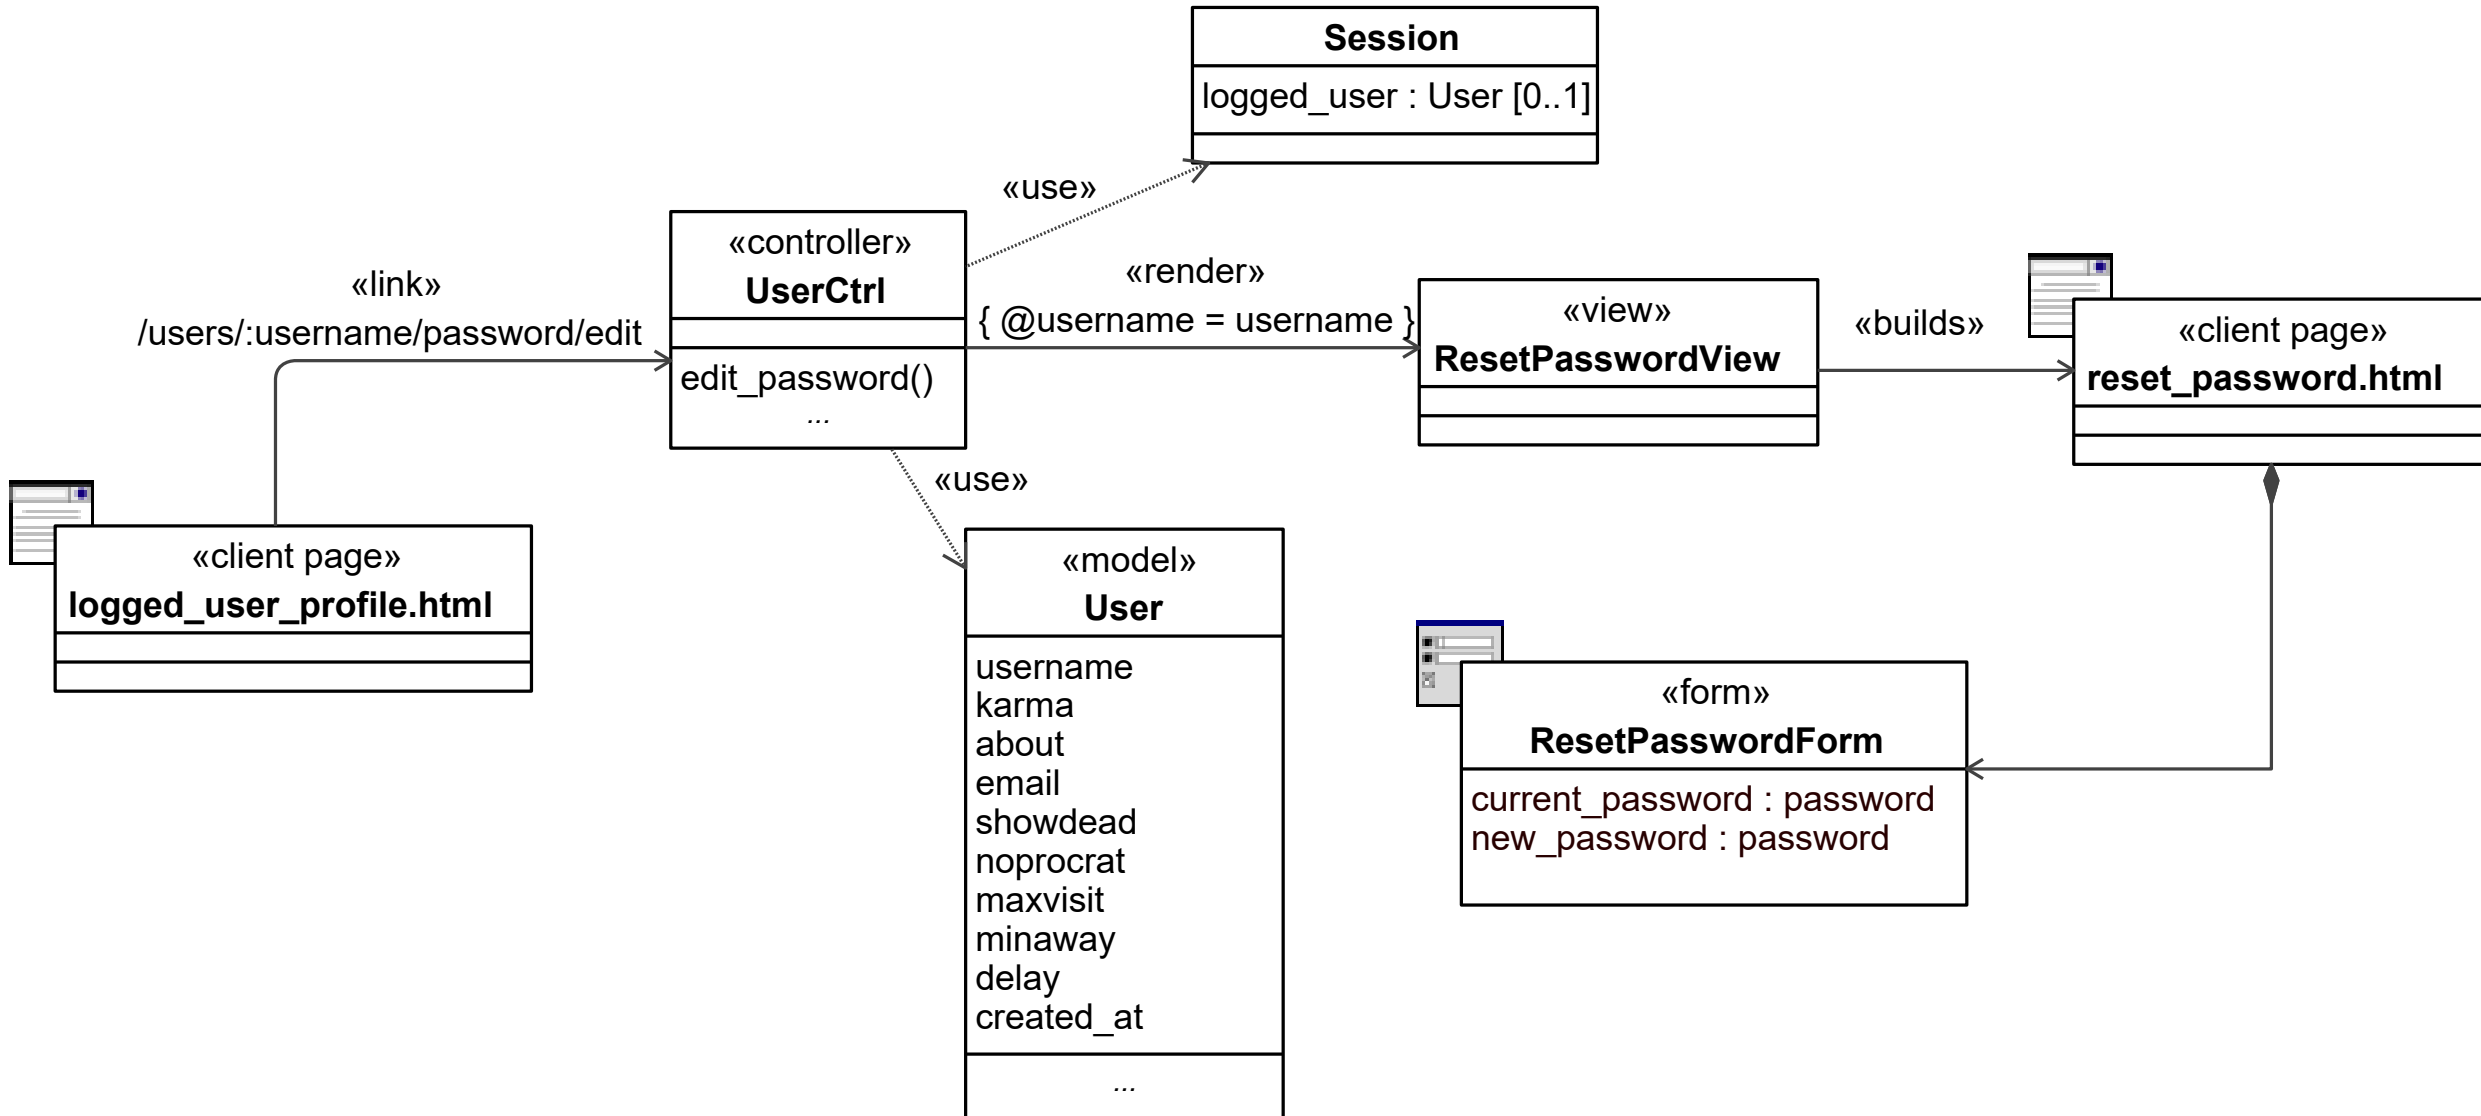 Session
logged_user : User [0..1]
«use»
«controller»
UserCtrl
edit_password()
...
«link»
/users/:username/password/edit
«render»
{ @username = username }
«view»
ResetPasswordView
«builds»
«client page»
reset_password.html
«use»
«client page»
logged_user_profile.html
«model»
User
username
karma
about
email
showdead
noprocrat
maxvisit
minaway
delay
created_at
...
«form»
ResetPasswordForm
current_password : password
new_password : password